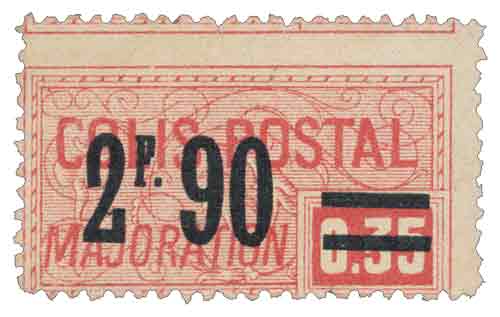 COLIS POSTAL
2F. 90
MAJORATION
0.35